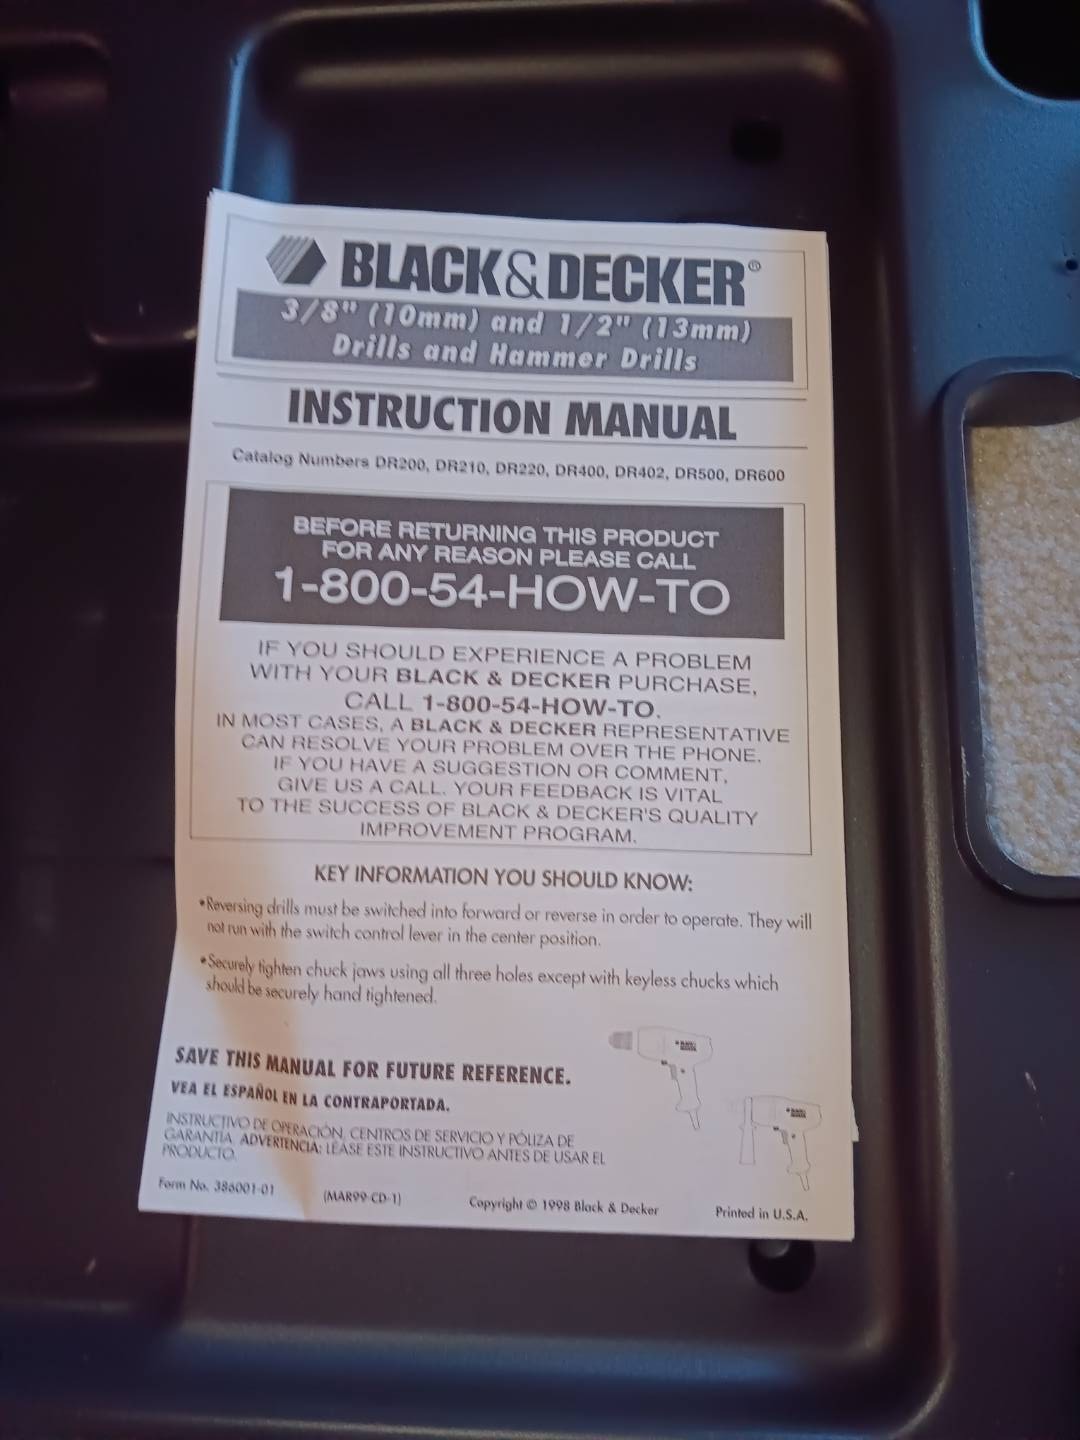 BLACK&DECKER®
3/8" (10mm) and 1/2" (13mm)
Drills and Hammer Drills
INSTRUCTION MANUAL
Catalog Numbers DR200, DR210, DR220, DR400, DR402, DR500, DR600
BEFORE RETURNING THIS PRODUCT
FOR ANY REASON PLEASE CALL
1-800-54-HOW-TO
IF YOU SHOULD EXPERIENCE A PROBLEM
WITH YOUR BLACK & DECKER PURCHASE,
CALL 1-800-54-HOW-TO.
IN MOST CASES, A BLACK & DECKER REPRESENTATIVE
CAN RESOLVE YOUR PROBLEM OVER THE PHONE.
IF YOU HAVE A SUGGESTION OR COMMENT,
GIVE US A CALL. YOUR FEEDBACK IS VITAL
TO THE SUCCESS OF BLACK & DECKER'S QUALITY
IMPROVEMENT PROGRAM.
KEY INFORMATION YOU SHOULD KNOW:
•Reversing drills must be switched into forward or reverse in order to operate. They will
not run with the switch control lever in the center position.
•Securely tighten chuck jaws using all three holes except with keyless chucks which
should be securely hand tightened.
SAVE THIS MANUAL FOR FUTURE REFERENCE.
VEA EL ESPAÑOL EN LA CONTRAPORTADA.
INSTRUCTIVO DE OPERACIÓN, CENTROS DE SERVICIO Y PÓLIZA DE
GARANTÍA. ADVERTENCIA: LÉASE ESTE INSTRUCTIVO ANTES DE USAR EL
PRODUCTO.
Form No. 386001-01 (MAR99-CD-1) Copyright © 1998 Black & Decker Printed in U.S.A.